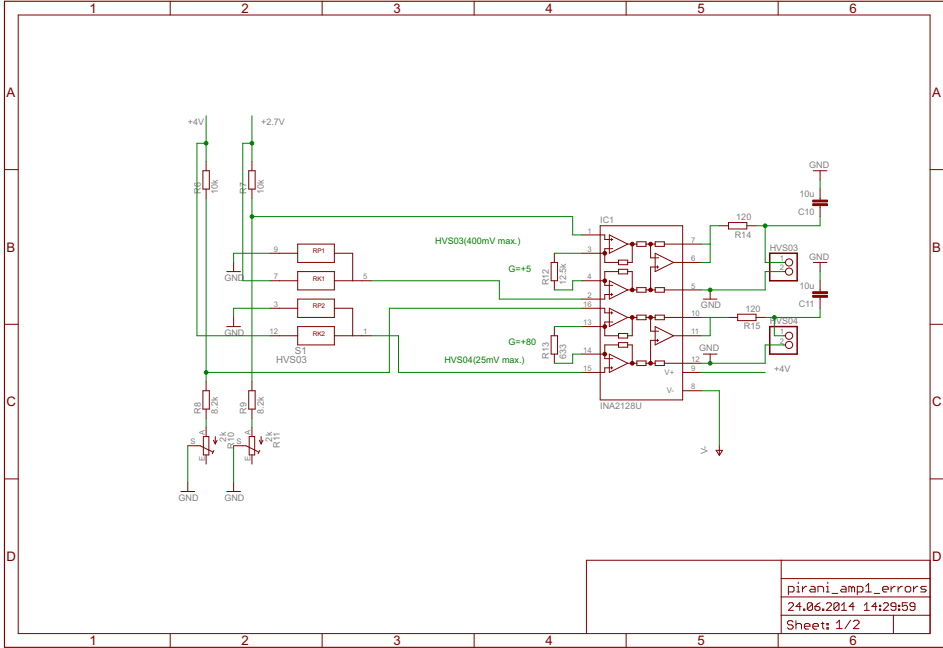 1 2 3 4 5 6
A A
+4V +2.7V
R6 10k R7 10k
GND
10u
C10
B B
IC1
120
R14
HVS03(400mV max.)
1 7
3 6
9 RP1
GND
7 RK1 5
G=+5
R12 12.5k
4
2 5
GND
HVS03
1
2
GND
10u
C11
3 RP2
GND
12 RK2 1
S1
HVS03
16 10
13 11
G=+80
R13 633
14 12
15
HVS04(25mV max.)
GND
120
R15
HVS04
1
2
+4V
V+ 9
V- 8
INA2128U
C C
R8 8.2k R9 8.2k
A S E 2k R10
A S E 2k R11
V-
GND GND
D D
pirani_amp1_errors
24.06.2014 14:29:59
Sheet: 1/2
1 2 3 4 5 6